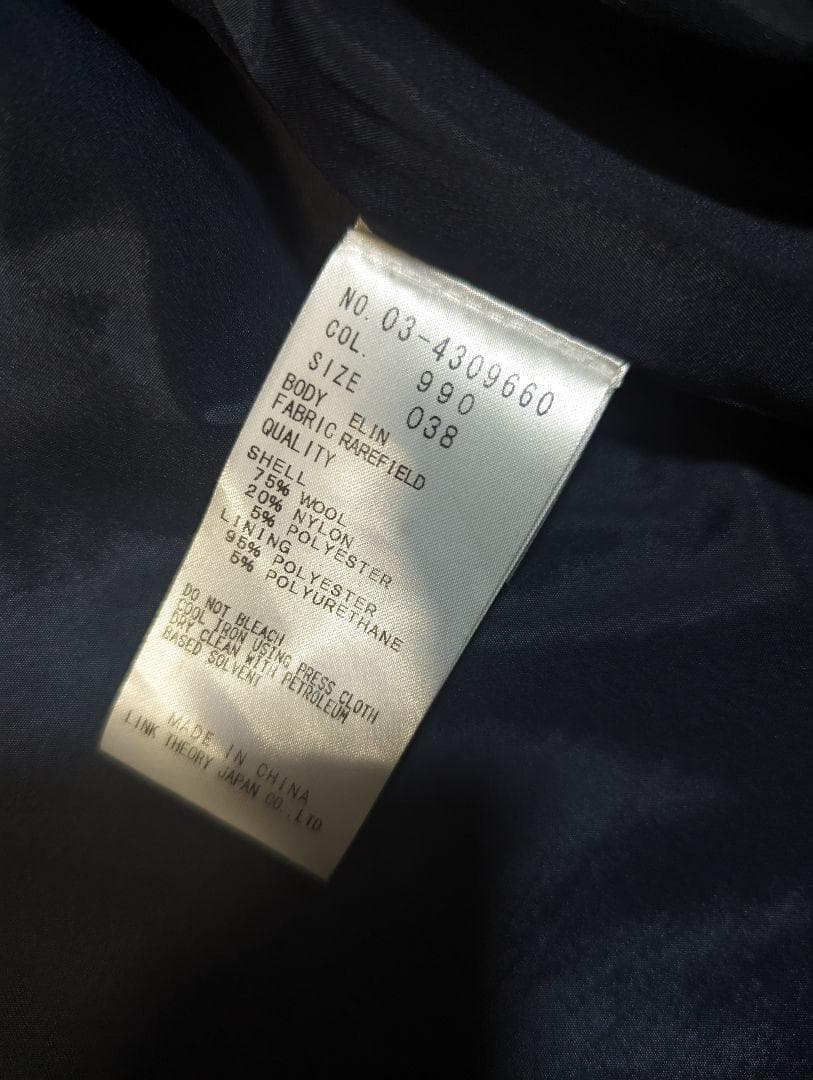 NO. 03-4309660
COL. 990
SIZE 038
BODY ELIN
FABRIC RAREFIELD
QUALITY
SHELL
75% WOOL
20% NYLON
5% POLYESTER
LINING
95% POLYESTER
5% POLYURETHANE
DO NOT BLEACH
COOL IRON USING PRESS CLOTH
DRY CLEAN WITH PETROLEUM
BASED SOLVENT
MADE IN CHINA
LINK THEORY JAPAN CO.,LTD.